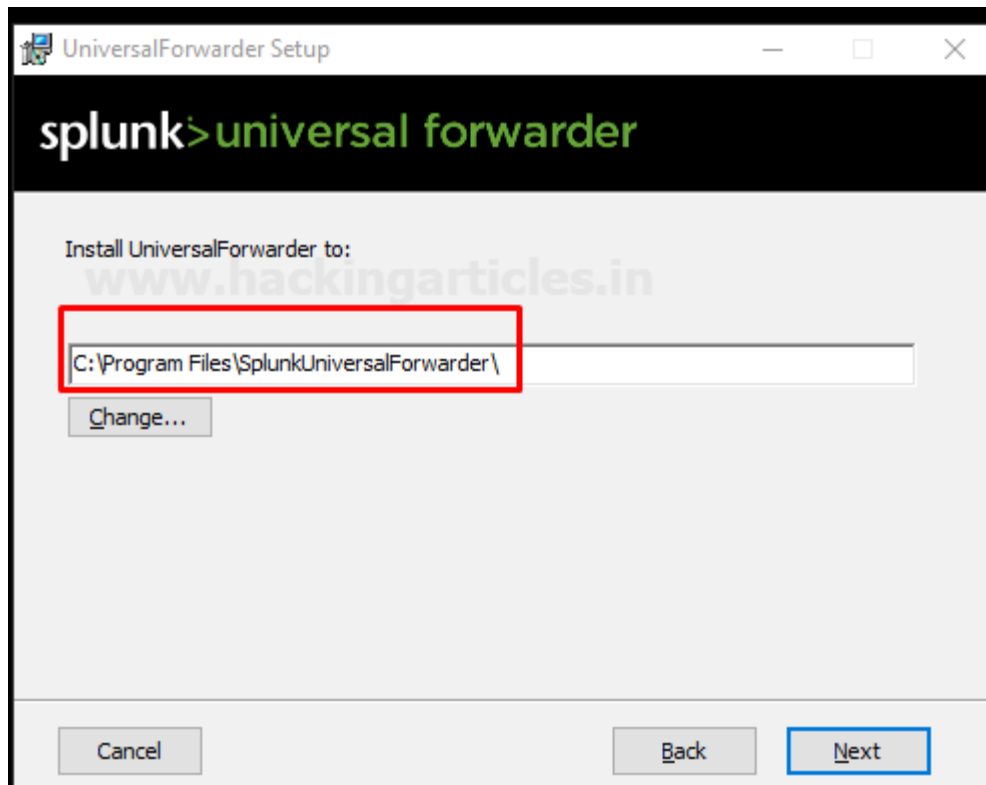 UniversalForwarder Setup
splunk>universal forwarder
Install UniversalForwarder to:
www.hackingarticles.in
C:\Program Files\SplunkUniversalForwarder\
Change...
Cancel
Back
Next